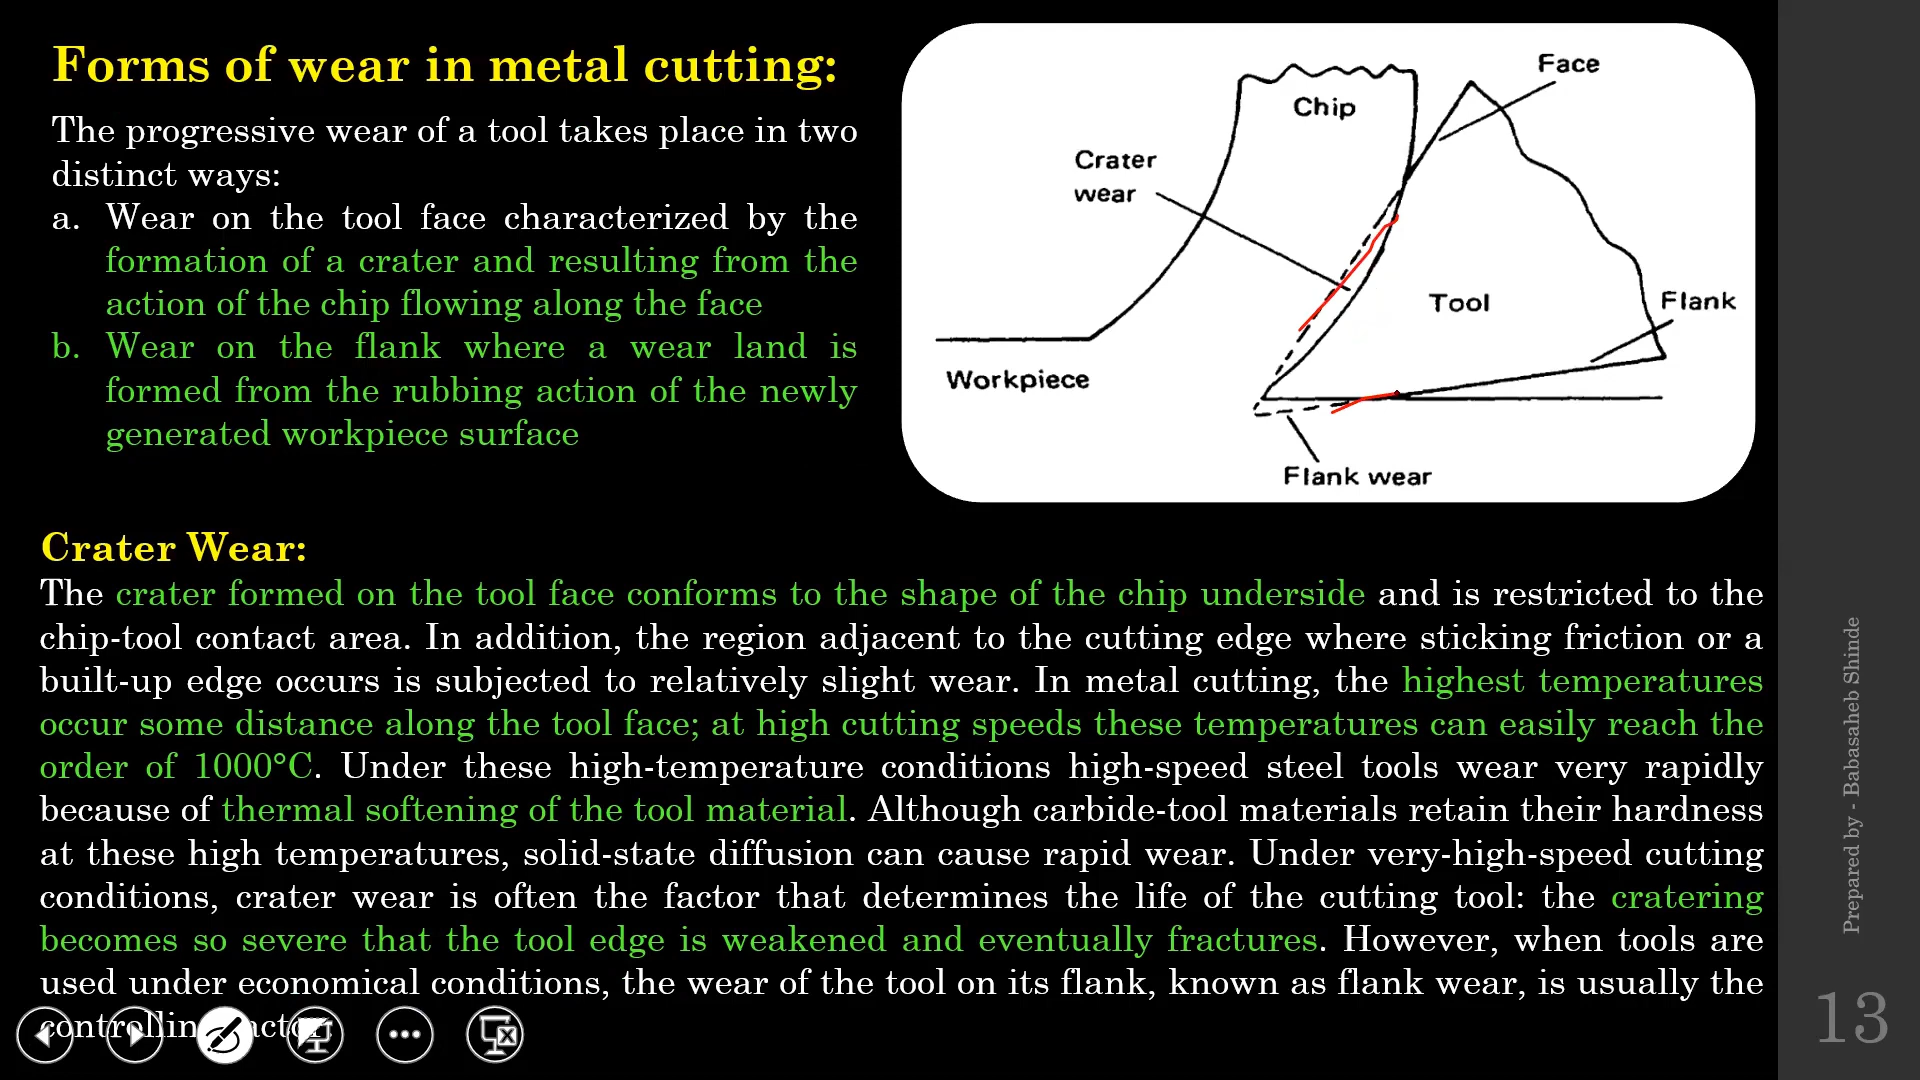 Forms of wear in metal cutting:
The progressive wear of a tool takes place in two
distinct ways:
a. Wear on the tool face characterized by the
formation of a crater and resulting from the
action of the chip flowing along the face
b. Wear on the flank where a wear land is
formed from the rubbing action of the newly
generated workpiece surface
Face
Chip
Crater
wear
Tool
Flank
Workpiece
Flank wear
Crater Wear:
The crater formed on the tool face conforms to the shape of the chip underside and is restricted to the
chip-tool contact area. In addition, the region adjacent to the cutting edge where sticking friction or a
built-up edge occurs is subjected to relatively slight wear. In metal cutting, the highest temperatures
occur some distance along the tool face; at high cutting speeds these temperatures can easily reach the
order of 1000°C. Under these high-temperature conditions high-speed steel tools wear very rapidly
because of thermal softening of the tool material. Although carbide-tool materials retain their hardness
at these high temperatures, solid-state diffusion can cause rapid wear. Under very-high-speed cutting
conditions, crater wear is often the factor that determines the life of the cutting tool: the cratering
becomes so severe that the tool edge is weakened and eventually fractures. However, when tools are
used under economical conditions, the wear of the tool on its flank, known as flank wear, is usually the
Prepared by - Babasaheb Shinde
13